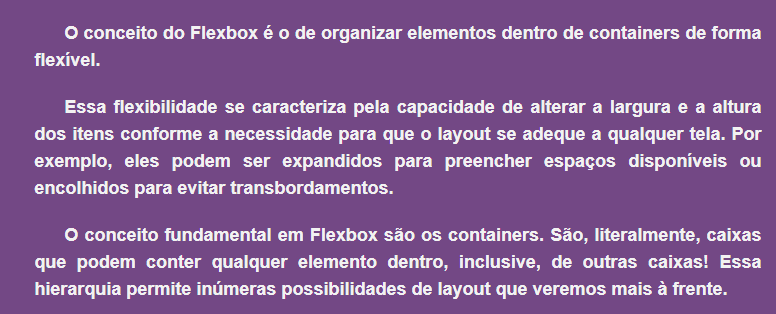 O conceito do Flexbox é o de organizar elementos dentro de containers de forma
flexível.
Essa flexibilidade se caracteriza pela capacidade de alterar a largura e a altura
dos itens conforme a necessidade para que o layout se adeque a qualquer tela. Por
exemplo, eles podem ser expandidos para preencher espaços disponíveis ou
encolhidos para evitar transbordamentos.
O conceito fundamental em Flexbox são os containers. São, literalmente, caixas
que podem conter qualquer elemento dentro, inclusive, de outras caixas! Essa
hierarquia permite inúmeras possibilidades de layout que veremos mais à frente.